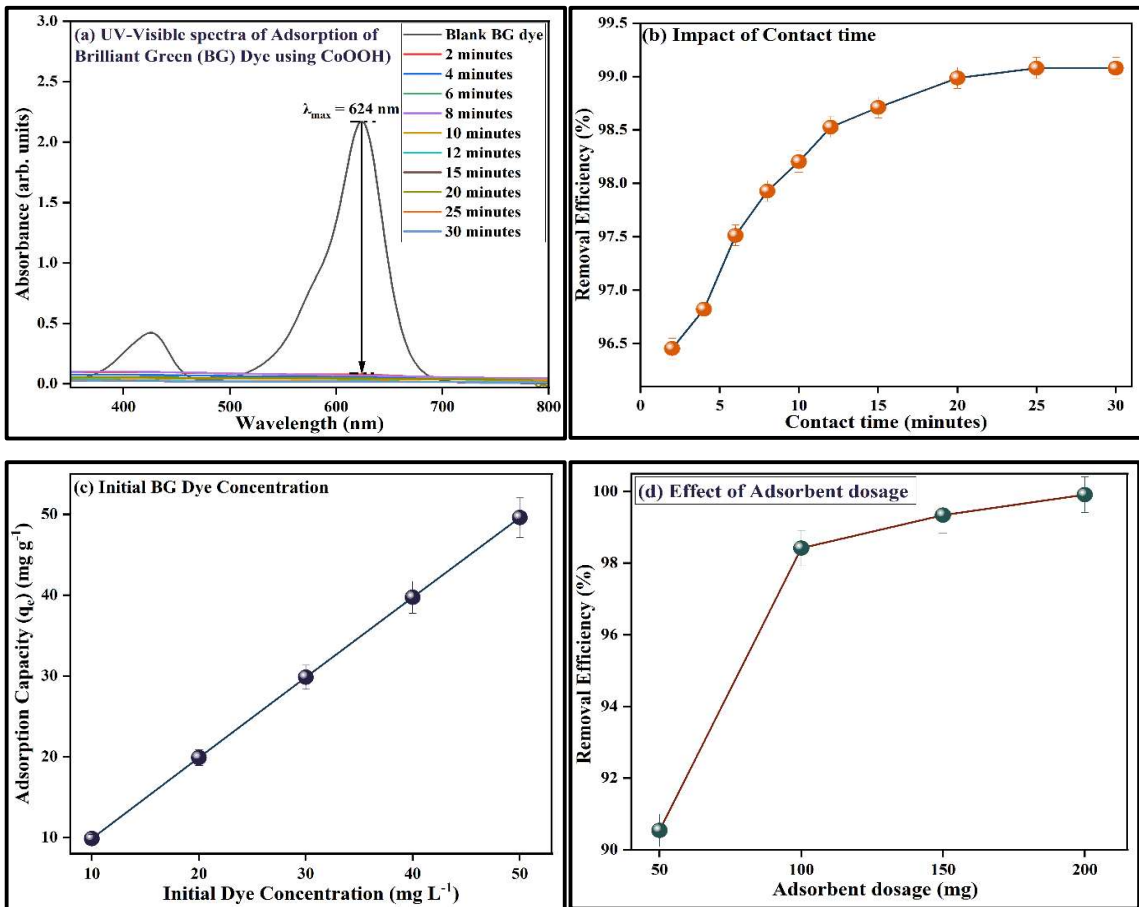 (a) UV-Visible spectra of Adsorption of
Brilliant Green (BG) Dye using CoOOH)
Blank BG dye
2 minutes
4 minutes
6 minutes
8 minutes
10 minutes
12 minutes
15 minutes
20 minutes
25 minutes
30 minutes
λmax = 624 nm
Absorbance (arb. units)
3.0
2.5
2.0
1.5
1.0
0.5
0.0
400
500
600
700
800
Wavelength (nm)
(b) Impact of Contact time
Removal Efficiency (%)
99.5
99.0
98.5
98.0
97.5
97.0
96.5
0
5
10
15
20
25
30
Contact time (minutes)
(c) Initial BG Dye Concentration
Adsorption Capacity (qe) (mg g-1)
50
40
30
20
10
10
20
30
40
50
Initial Dye Concentration (mg L-1)
(d) Effect of Adsorbent dosage
Removal Efficiency (%)
100
98
96
94
92
90
50
100
150
200
Adsorbent dosage (mg)